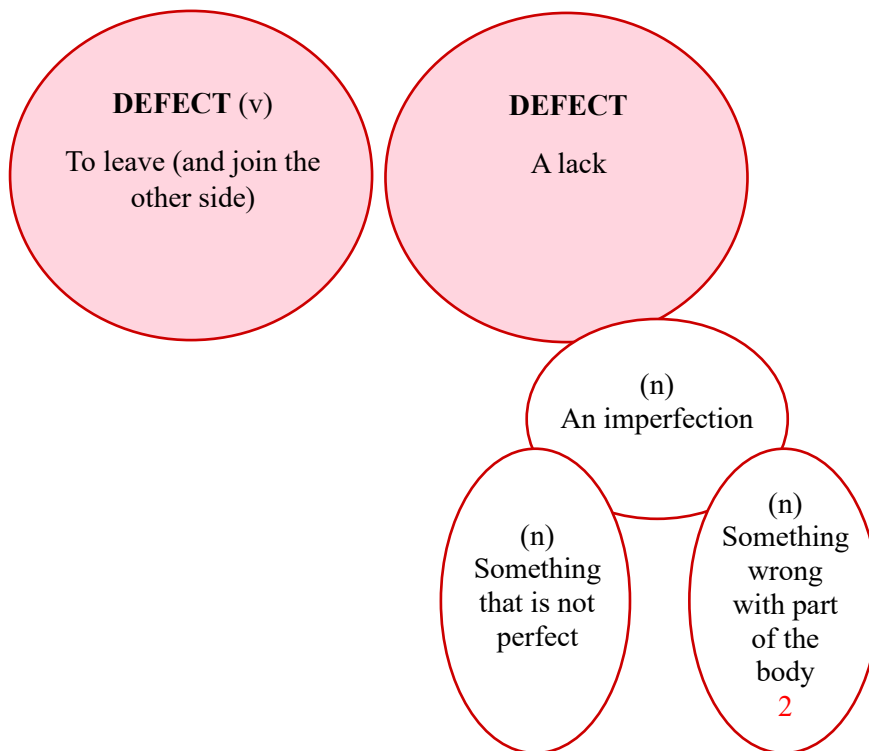 DEFECT (v)
To leave (and join the
other side)
DEFECT
A lack
(n)
An imperfection
(n)
Something
that is not
perfect
(n)
Something
wrong
with part
of the
body
2